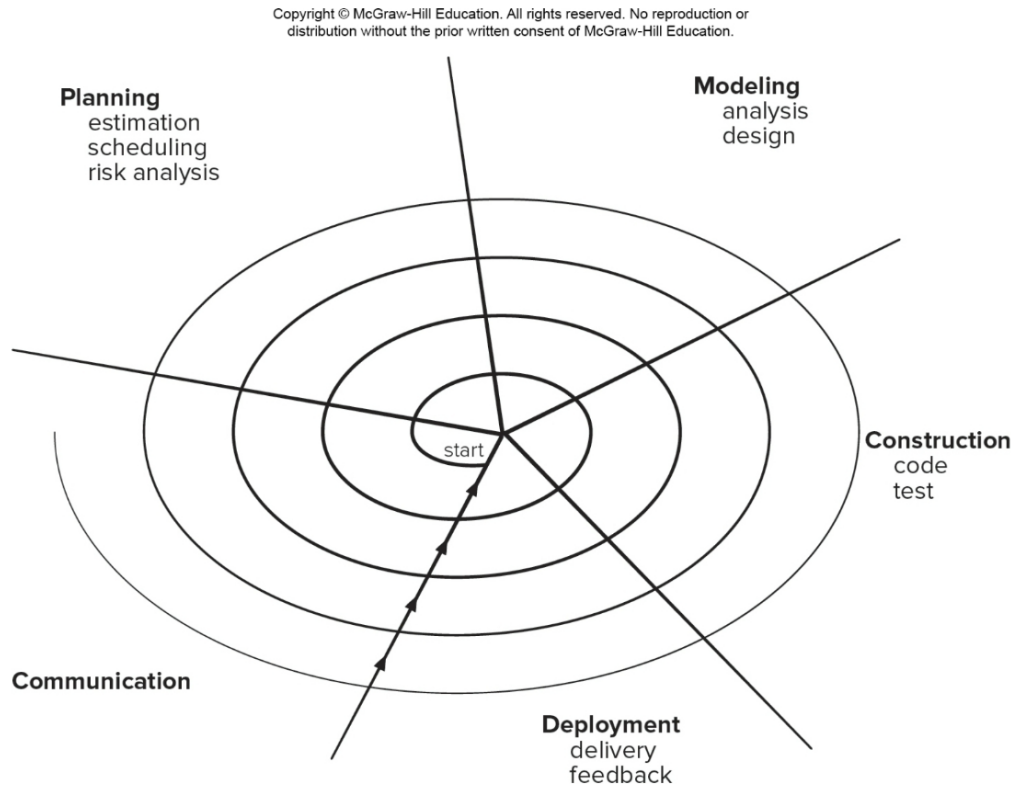 Copyright © McGraw-Hill Education. All rights reserved. No reproduction or
distribution without the prior written consent of McGraw-Hill Education.
Planning
estimation
scheduling
risk analysis
Modeling
analysis
design
start
Construction
code
test
Communication
Deployment
delivery
feedback